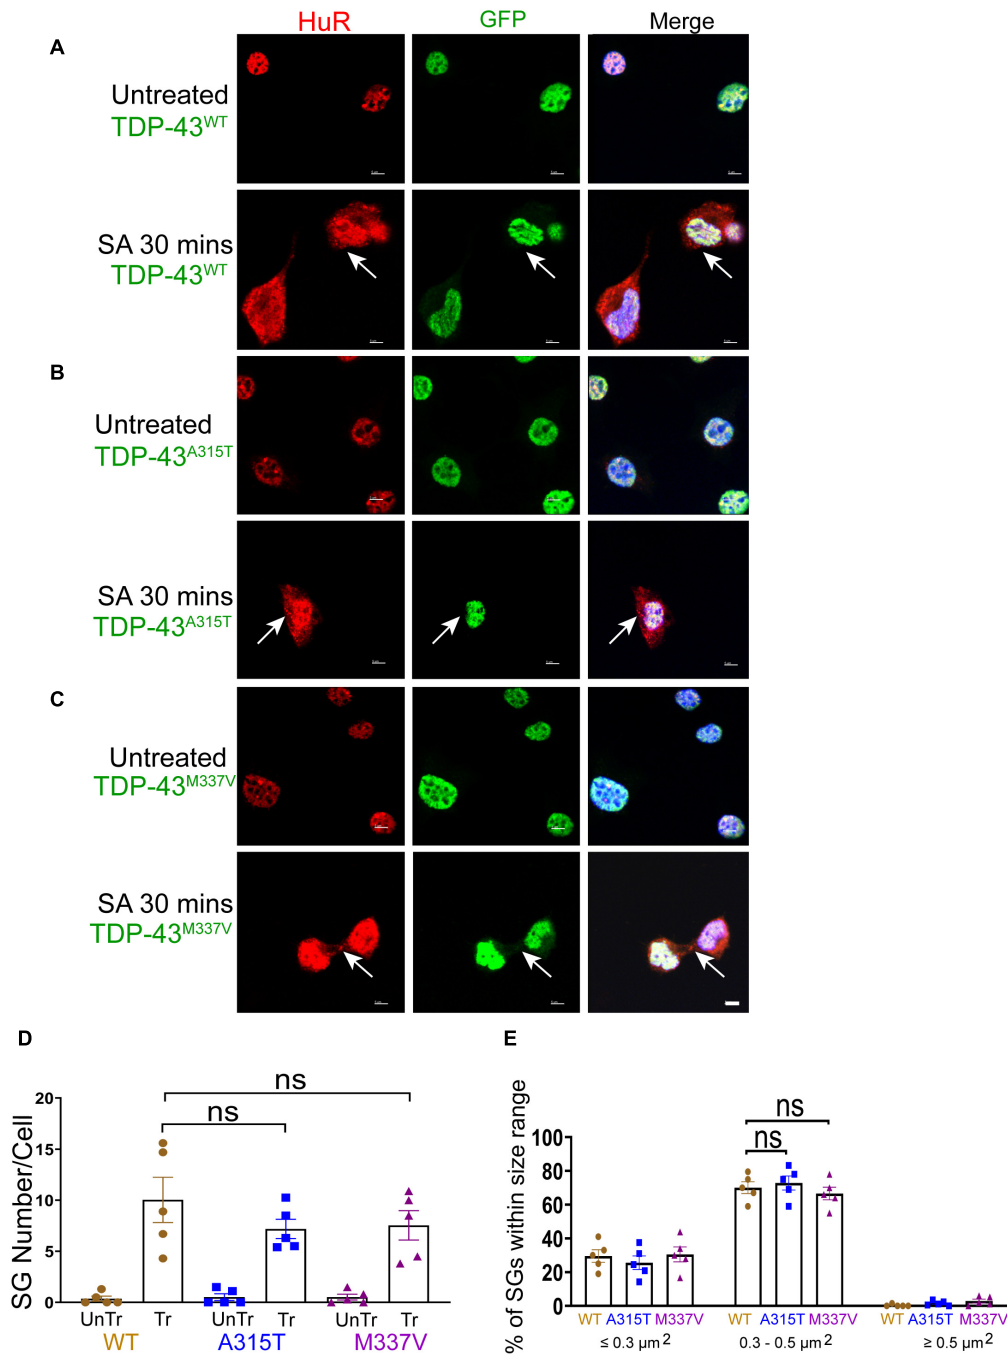 HuR GFP Merge
A
Untreated
TDP-43WT
SA 30 mins
TDP-43WT
B
Untreated
TDP-43A315T
SA 30 mins
TDP-43A315T
C
Untreated
TDP-43M337V
SA 30 mins
TDP-43M337V
D
SG Number/Cell
20
15
10
5
0
ns
ns
UnTr Tr UnTr Tr UnTr Tr
WT A315T M337V
E
% of SGs within size range
100
80
60
40
20
0
ns
ns
WT A315T M337V WT A315T M337V WT A315T M337V
≤ 0.3 µm2 0.3 - 0.5 µm2 ≥ 0.5 µm2